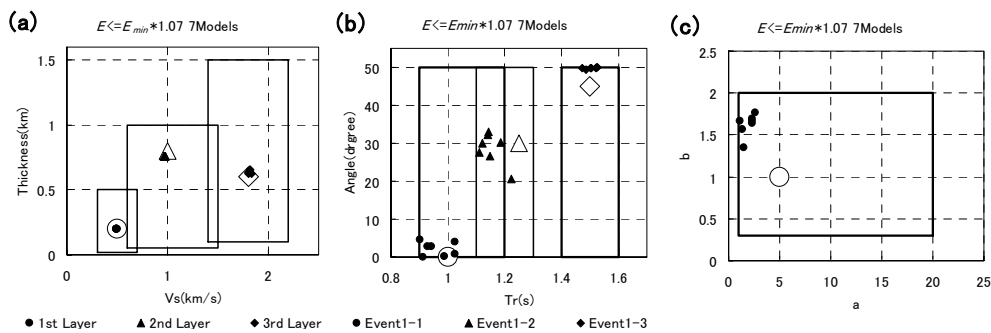 (a) E<=E min*1.07 7Models
(b) E<=Emin*1.07 7Models
(c) E<=Emin*1.07 7Models
Thickness(km)
1.5
1
0.5
0
0 1 2
Vs(km/s)
Angle(drgree)
50
40
30
20
10
0
0.8 1 1.2 1.4 1.6
Tr(s)
b
2.5
2
1.5
1
0.5
0
0 5 10 15 20 25
a
● 1st Layer ▲ 2nd Layer ◆ 3rd Layer ● Event1-1 ▲ Event1-2 ◆ Event1-3